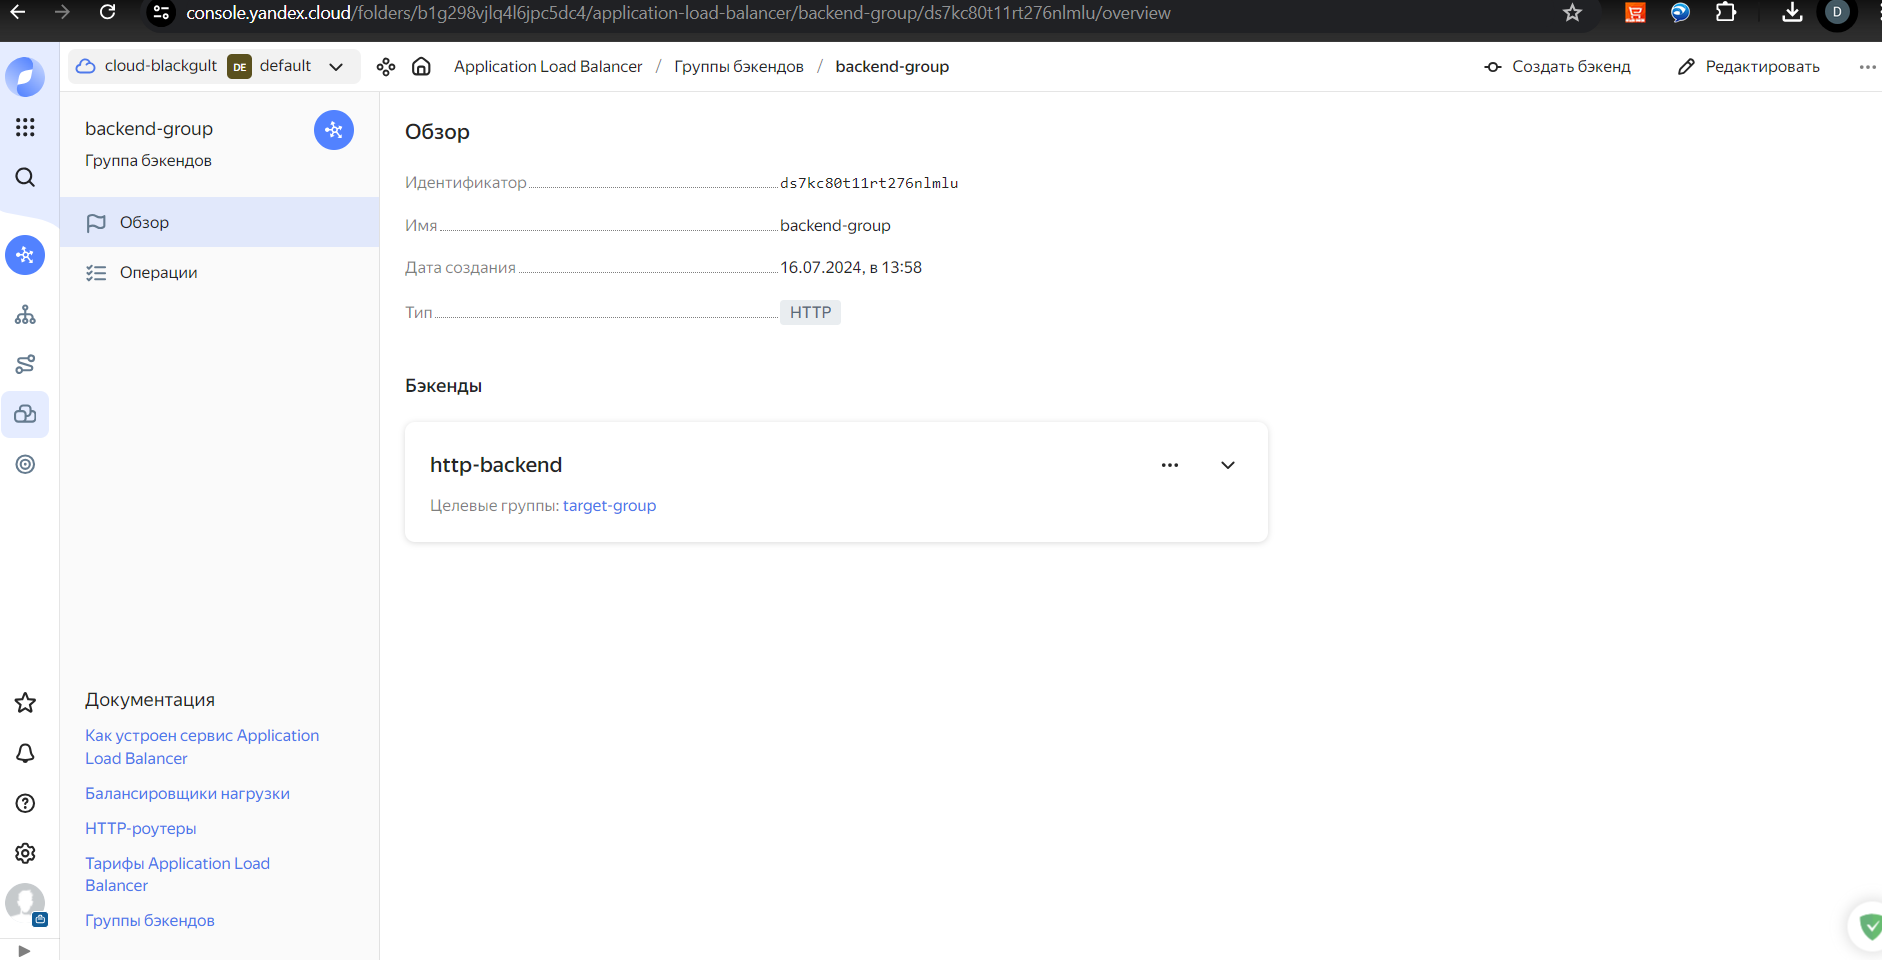 console.yandex.cloud/folders/b1g298vjlq4l6jpc5dc4/application-load-balancer/backend-group/ds7kc80t11rt276nlmlu/overview
D
cloud-blackgult DE default
Application Load Balancer / Группы бэкендов / backend-group
Создать бэкенд
Редактировать
backend-group
Группа бэкендов
Обзор
Операции
Документация
Как устроен сервис Application
Load Balancer
Балансировщики нагрузки
HTTP-роутеры
Тарифы Application Load
Balancer
Группы бэкендов
Обзор
Идентификатор ds7kc80t11rt276nlmlu
Имя backend-group
Дата создания 16.07.2024, в 13:58
Тип HTTP
Бэкенды
http-backend
Целевые группы: target-group